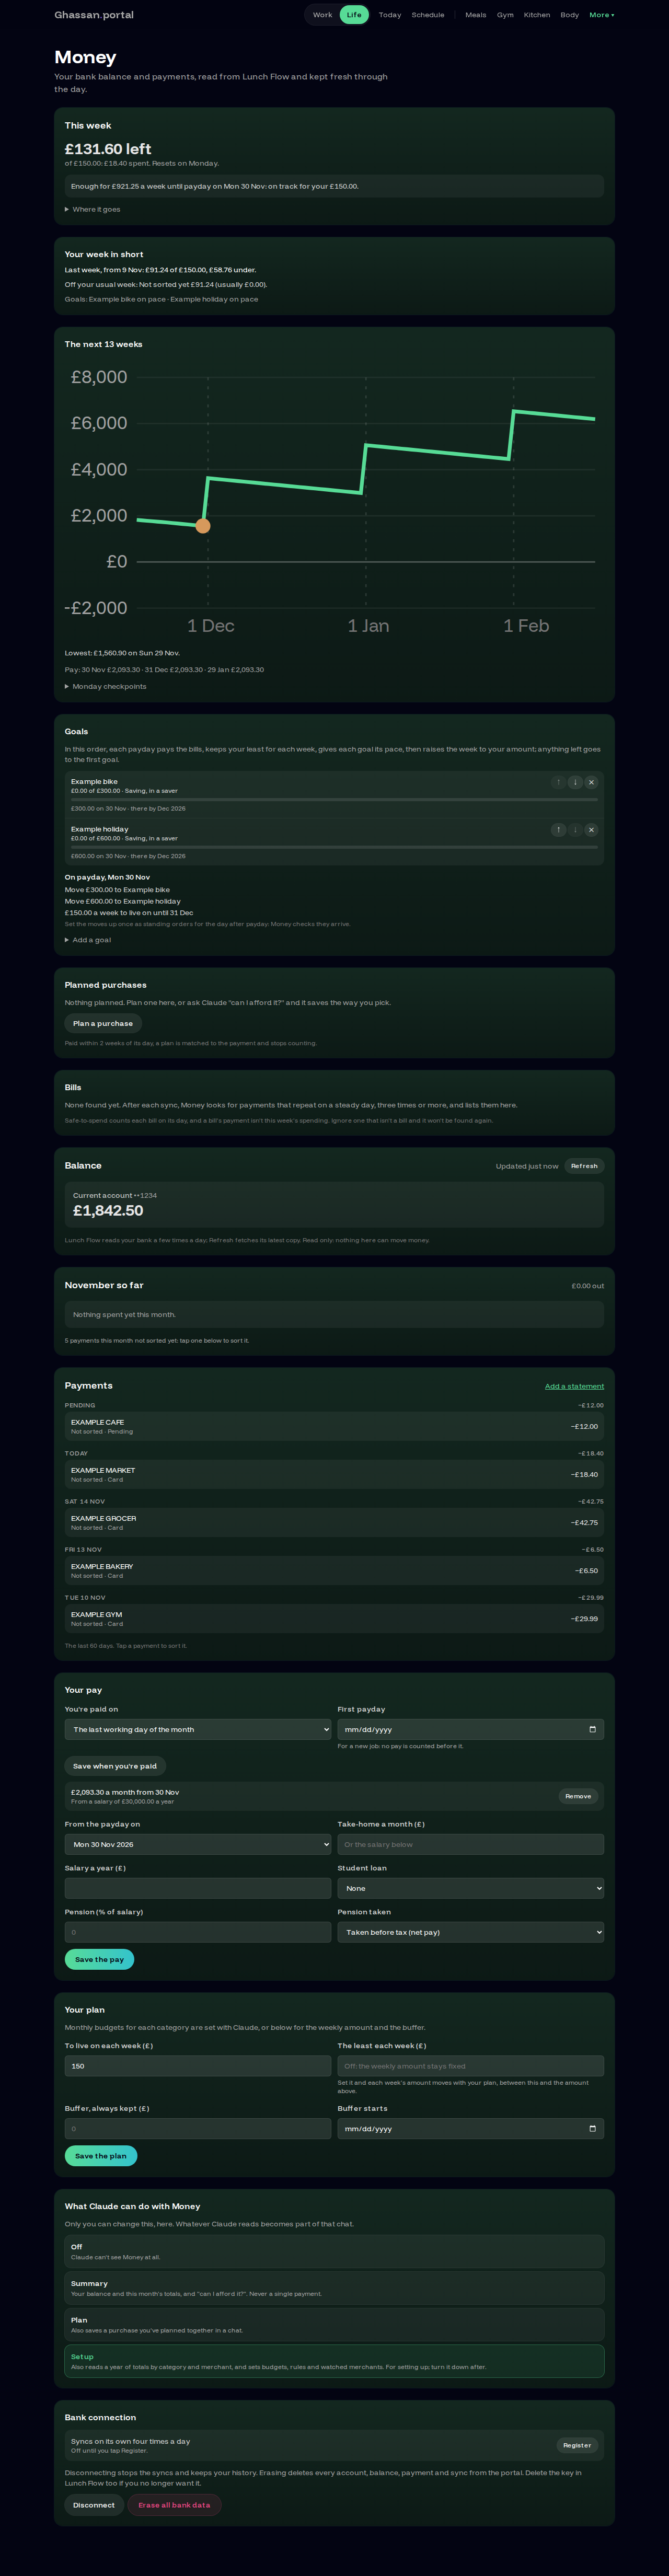 Ghassan.portal
Work Life Today Schedule Meals Gym Kitchen Body More ▾
Money
Your bank balance and payments, read from Lunch Flow and kept fresh through
the day.
This week
£131.60 left
of £150.00: £18.40 spent. Resets on Monday.
Enough for £921.25 a week until payday on Mon 30 Nov: on track for your £150.00.
▶ Where it goes
Your week in short
Last week, from 9 Nov: £91.24 of £150.00, £58.76 under.
Off your usual week: Not sorted yet £91.24 (usually £0.00).
Goals: Example bike on pace · Example holiday on pace
The next 13 weeks
£8,000
£6,000
£4,000
£2,000
£0
−£2,000
1 Dec 1 Jan 1 Feb
Lowest: £1,560.90 on Sun 29 Nov.
Pay: 30 Nov £2,093.30 · 31 Dec £2,093.30 · 29 Jan £2,093.30
▶ Monday checkpoints
Goals
In this order, each payday pays the bills, keeps your least for each week, gives each goal its pace, then raises the week to your amount; anything left goes
to the first goal.
Example bike ↑ ↓ ×
£0.00 of £300.00 · Saving, in a saver
£300.00 on 30 Nov · there by Dec 2026
Example holiday ↑ ↓ ×
£0.00 of £600.00 · Saving, in a saver
£600.00 on 30 Nov · there by Dec 2026
On payday, Mon 30 Nov
Move £300.00 to Example bike
Move £600.00 to Example holiday
£150.00 a week to live on until 31 Dec
Set the moves up once as standing orders for the day after payday: Money checks they arrive.
▶ Add a goal
Planned purchases
Nothing planned. Plan one here, or ask Claude "can I afford it?" and it saves the way you pick.
Plan a purchase
Paid within 2 weeks of its day, a plan is matched to the payment and stops counting.
Bills
None found yet. After each sync, Money looks for payments that repeat on a steady day, three times or more, and lists them here.
Safe-to-spend counts each bill on its day, and a bill's payment isn't this week's spending. Ignore one that isn't a bill and it won't be found again.
Balance Updated just now Refresh
Current account ••1234
£1,842.50
Lunch Flow reads your bank a few times a day; Refresh fetches its latest copy. Read only: nothing here can move money.
November so far £0.00 out
Nothing spent yet this month.
5 payments this month not sorted yet: tap one below to sort it.
Payments Add a statement
PENDING −£12.00
EXAMPLE CAFE −£12.00
Not sorted · Pending
TODAY −£18.40
EXAMPLE MARKET −£18.40
Not sorted · Card
SAT 14 NOV −£42.75
EXAMPLE GROCER −£42.75
Not sorted · Card
FRI 13 NOV −£6.50
EXAMPLE BAKERY −£6.50
Not sorted · Card
TUE 10 NOV −£29.99
EXAMPLE GYM −£29.99
Not sorted · Card
The last 60 days. Tap a payment to sort it.
Your pay
You're paid on First payday
The last working day of the month mm/dd/yyyy
For a new job: no pay is counted before it.
Save when you're paid
£2,093.30 a month from 30 Nov Remove
From a salary of £30,000.00 a year
From the payday on Take-home a month (£)
Mon 30 Nov 2026 Or the salary below
Salary a year (£) Student loan
None
Pension (% of salary) Pension taken
0 Taken before tax (net pay)
Save the pay
Your plan
Monthly budgets for each category are set with Claude, or below for the weekly amount and the buffer.
To live on each week (£) The least each week (£)
150 Off: the weekly amount stays fixed
Set it and each week's amount moves with your plan, between this and the amount
above.
Buffer, always kept (£) Buffer starts
0 mm/dd/yyyy
Save the plan
What Claude can do with Money
Only you can change this, here. Whatever Claude reads becomes part of that chat.
Off
Claude can't see Money at all.
Summary
Your balance and this month's totals, and "can I afford it?". Never a single payment.
Plan
Also saves a purchase you've planned together in a chat.
Setup
Also reads a year of totals by category and merchant, and sets budgets, rules and watched merchants. For setting up: turn it down after.
Bank connection
Syncs on its own four times a day Register
Off until you tap Register.
Disconnecting stops the syncs and keeps your history. Erasing deletes every account, balance, payment and sync from the portal. Delete the key in
Lunch Flow too if you no longer want it.
Disconnect Erase all bank data